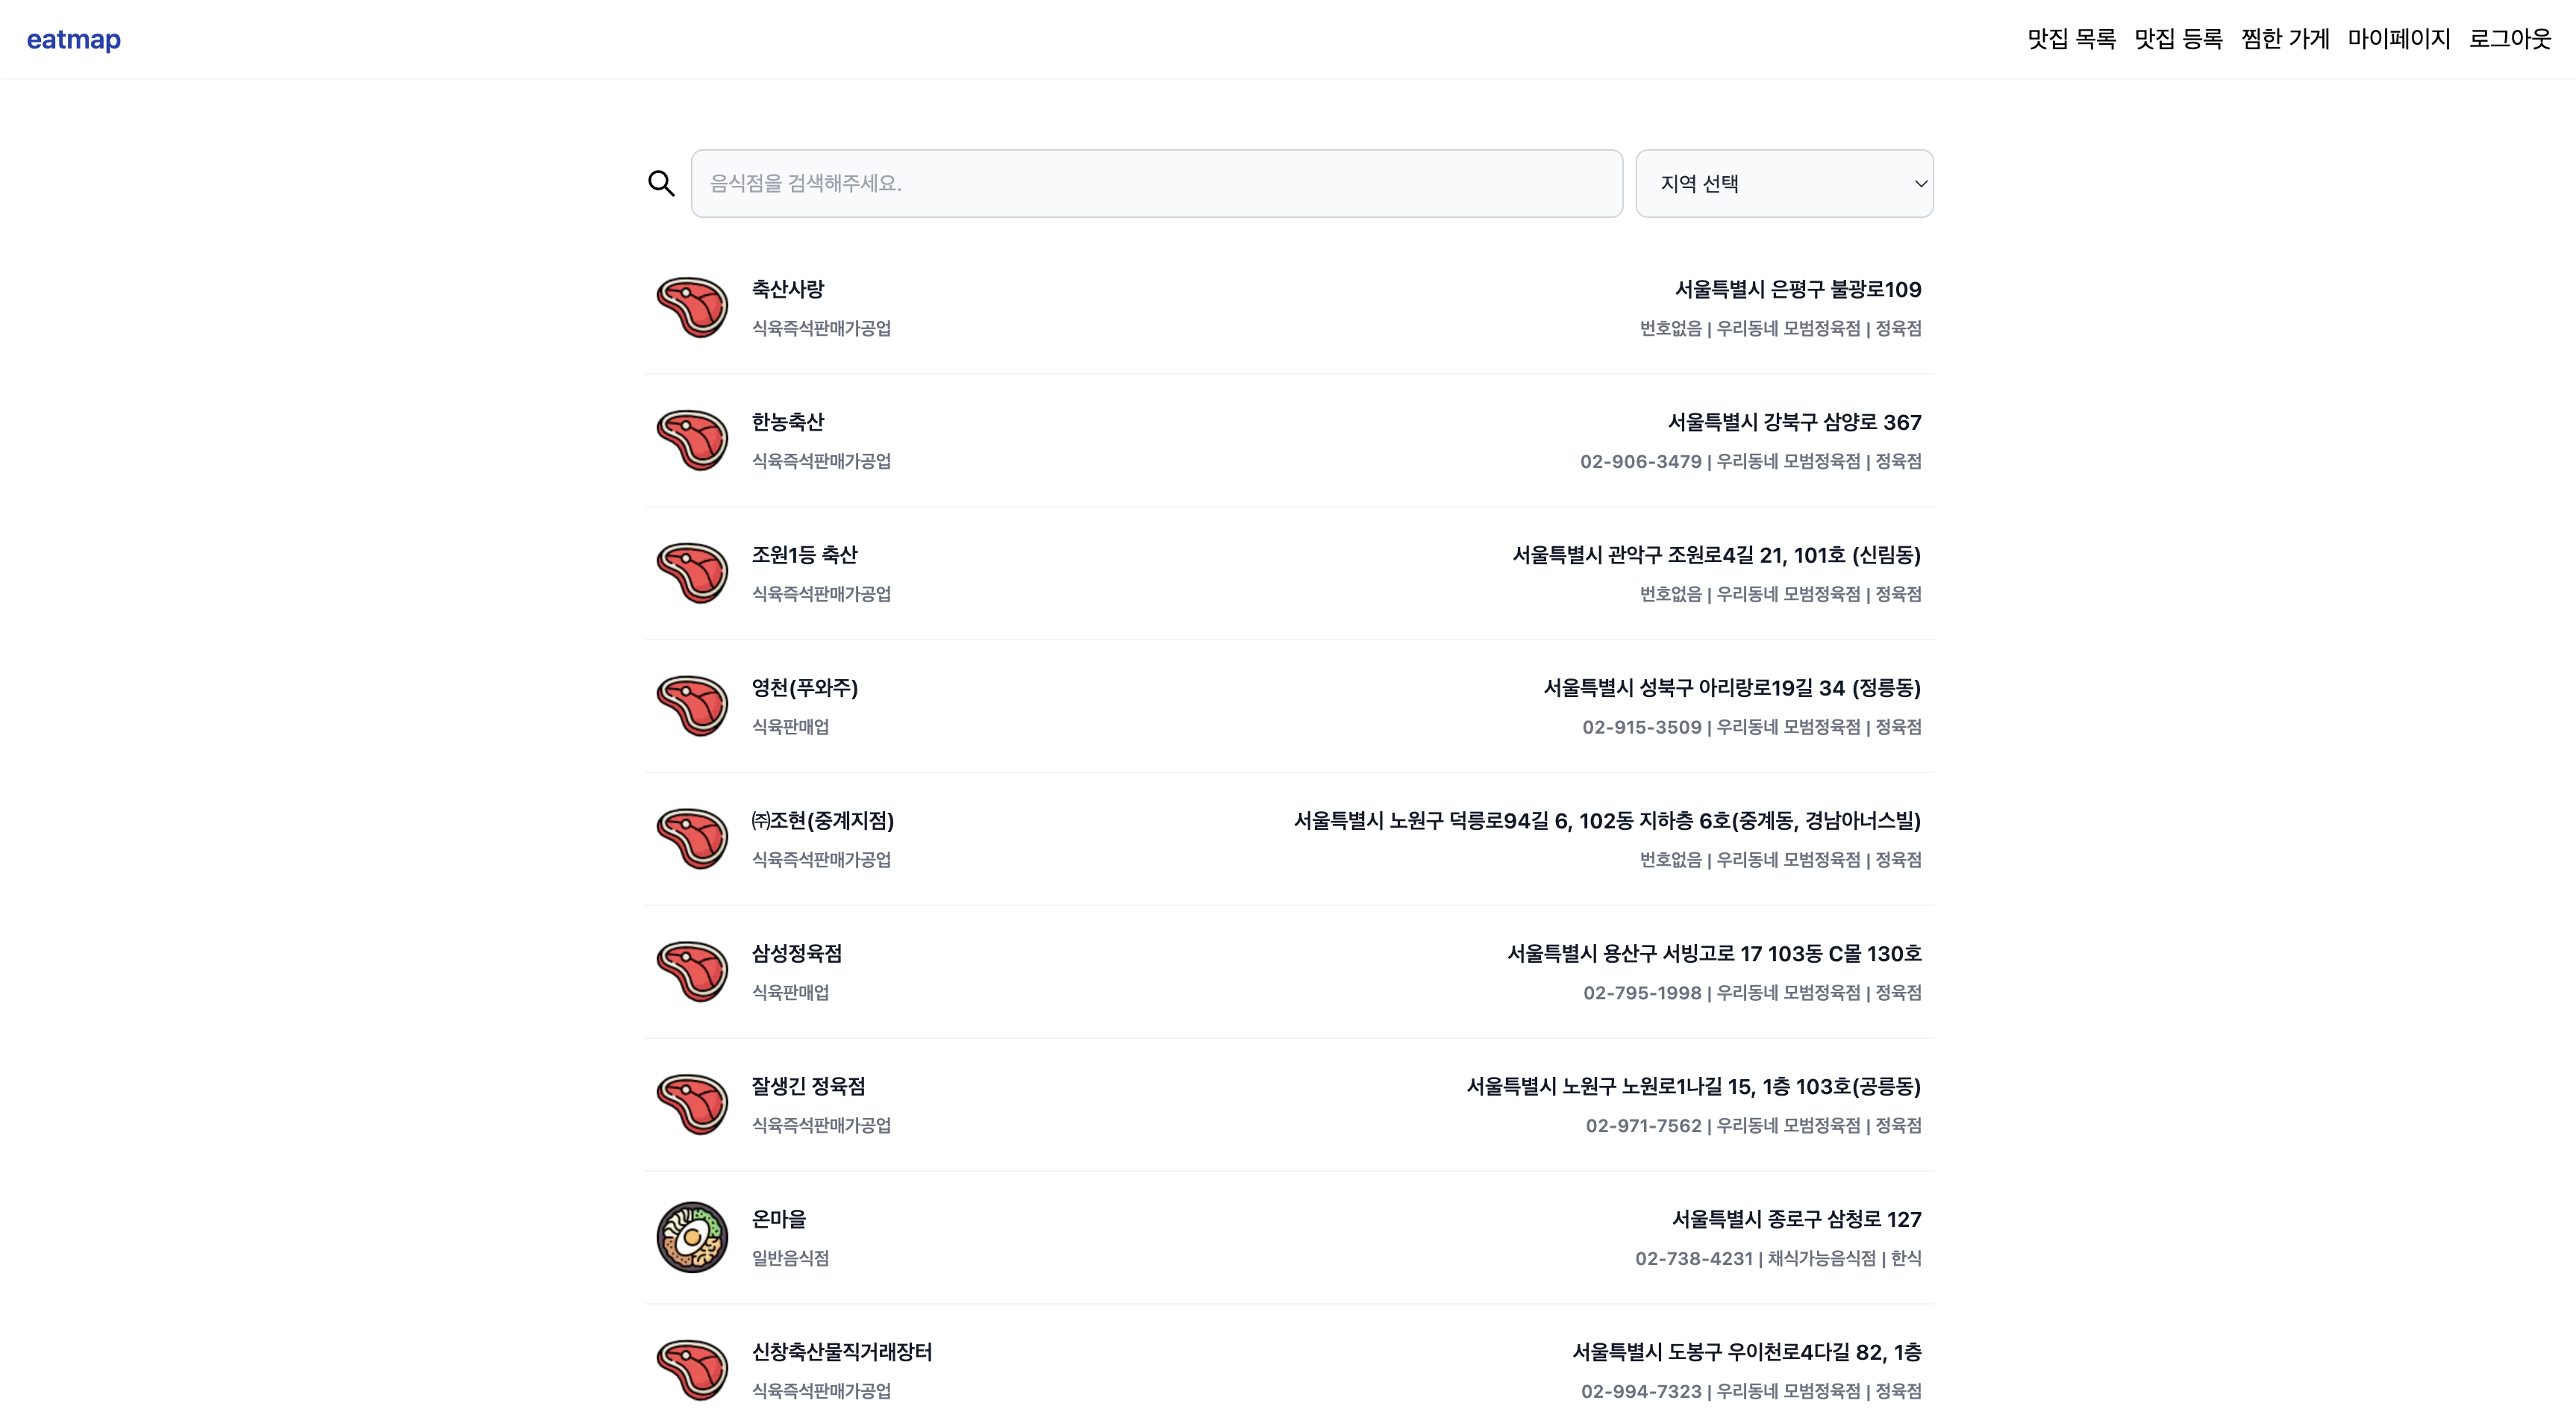 eatmap
맛집 목록 맛집 등록 찜한 가게 마이페이지 로그아웃
음식점을 검색해주세요.
지역 선택
축산사랑
식육즉석판매가공업
서울특별시 은평구 불광로109
번호없음 | 우리동네 모범정육점 | 정육점
한농축산
식육즉석판매가공업
서울특별시 강북구 삼양로 367
02-906-3479 | 우리동네 모범정육점 | 정육점
조원1등 축산
식육즉석판매가공업
서울특별시 관악구 조원로4길 21, 101호 (신림동)
번호없음 | 우리동네 모범정육점 | 정육점
영천(푸와주)
식육판매업
서울특별시 성북구 아리랑로19길 34 (정릉동)
02-915-3509 | 우리동네 모범정육점 | 정육점
㈜조현(중계지점)
식육즉석판매가공업
서울특별시 노원구 덕릉로94길 6, 102동 지하층 6호(중계동, 경남아너스빌)
번호없음 | 우리동네 모범정육점 | 정육점
삼성정육점
식육판매업
서울특별시 용산구 서빙고로 17 103동 C몰 130호
02-795-1998 | 우리동네 모범정육점 | 정육점
잘생긴 정육점
식육즉석판매가공업
서울특별시 노원구 노원로1나길 15, 1층 103호(공릉동)
02-971-7562 | 우리동네 모범정육점 | 정육점
온마을
일반음식점
서울특별시 종로구 삼청로 127
02-738-4231 | 채식가능음식점 | 한식
신창축산물직거래장터
식육즉석판매가공업
서울특별시 도봉구 우이천로4다길 82, 1층
02-994-7323 | 우리동네 모범정육점 | 정육점